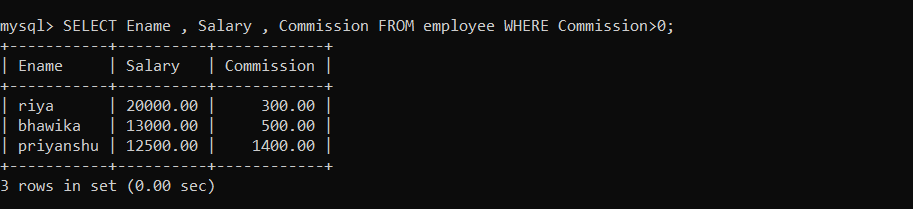 mysql> SELECT Ename , Salary , Commission FROM employee WHERE Commission>0;
+-----------+----------+------------+
| Ename     | Salary   | Commission |
+-----------+----------+------------+
| riya      | 20000.00 |     300.00 |
| bhawika   | 13000.00 |     500.00 |
| priyanshu | 12500.00 |    1400.00 |
+-----------+----------+------------+
3 rows in set (0.00 sec)